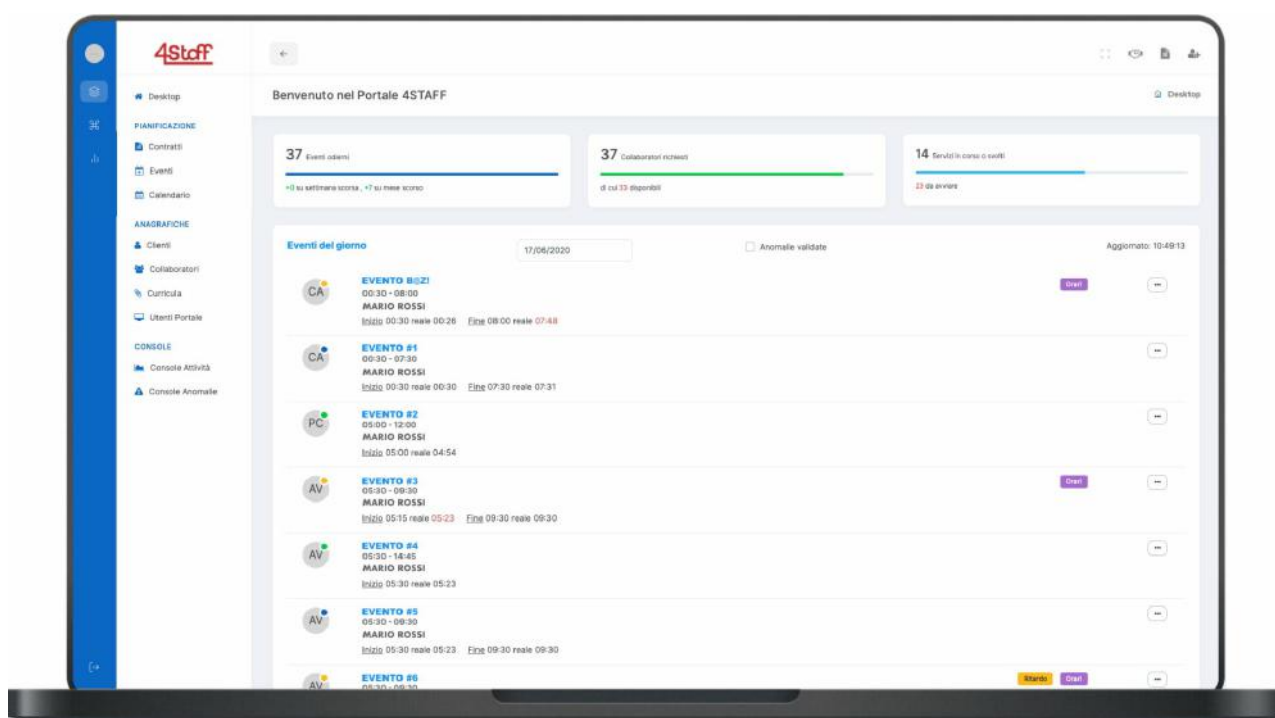 4Staff
Desktop
PIANIFICAZIONE
Contratti
Eventi
Calendario
ANAGRAFICHE
Clienti
Collaboratori
Curricula
Utenti Portale
CONSOLE
Console Attività
Console Anomalie
Benvenuto nel Portale 4STAFF
Desktop
37 Eventi odierni
+0 su settimana scorsa , +7 su mese scorso
37 Collaboratori richiesti
di cui 33 disponibili
14 Servizi in corso o svolti
23 da avviare
Eventi del giorno
17/06/2020
Anomalie validate
Aggiornato: 10:49:13
CA
EVENTO B@Z!
Orari
00:30 - 08:00
MARIO ROSSI
Inizio 00:30 reale 00:26 Fine 08:00 reale 07:48
CA
EVENTO #1
00:30 - 07:30
MARIO ROSSI
Inizio 00:30 reale 00:30 Fine 07:30 reale 07:31
PC
EVENTO #2
05:00 - 12:00
MARIO ROSSI
Inizio 05:00 reale 04:54
AV
EVENTO #3
Orari
05:30 - 09:30
MARIO ROSSI
Inizio 05:15 reale 05:23 Fine 09:30 reale 09:30
AV
EVENTO #4
05:30 - 14:45
MARIO ROSSI
Inizio 05:30 reale 05:23
AV
EVENTO #5
05:30 - 09:30
MARIO ROSSI
Inizio 05:30 reale 05:23 Fine 09:30 reale 09:30
AV
EVENTO #6
Ritardo Orari
05:30 - 09:30